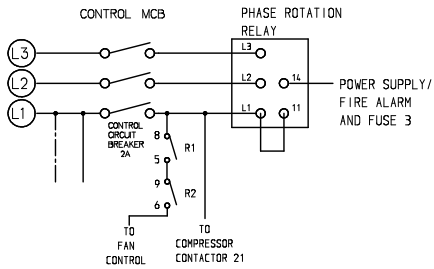 CONTROL MCB
PHASE ROTATION
RELAY
L3
L3
L2
L2
14
POWER SUPPLY/
FIRE ALARM
AND FUSE 3
L1
L1
11
CONTROL
CIRCUIT
BREAKER
2A
8
R1
5
9
R2
6
TO
FAN
CONTROL
TO
COMPRESSOR
CONTACTOR 21